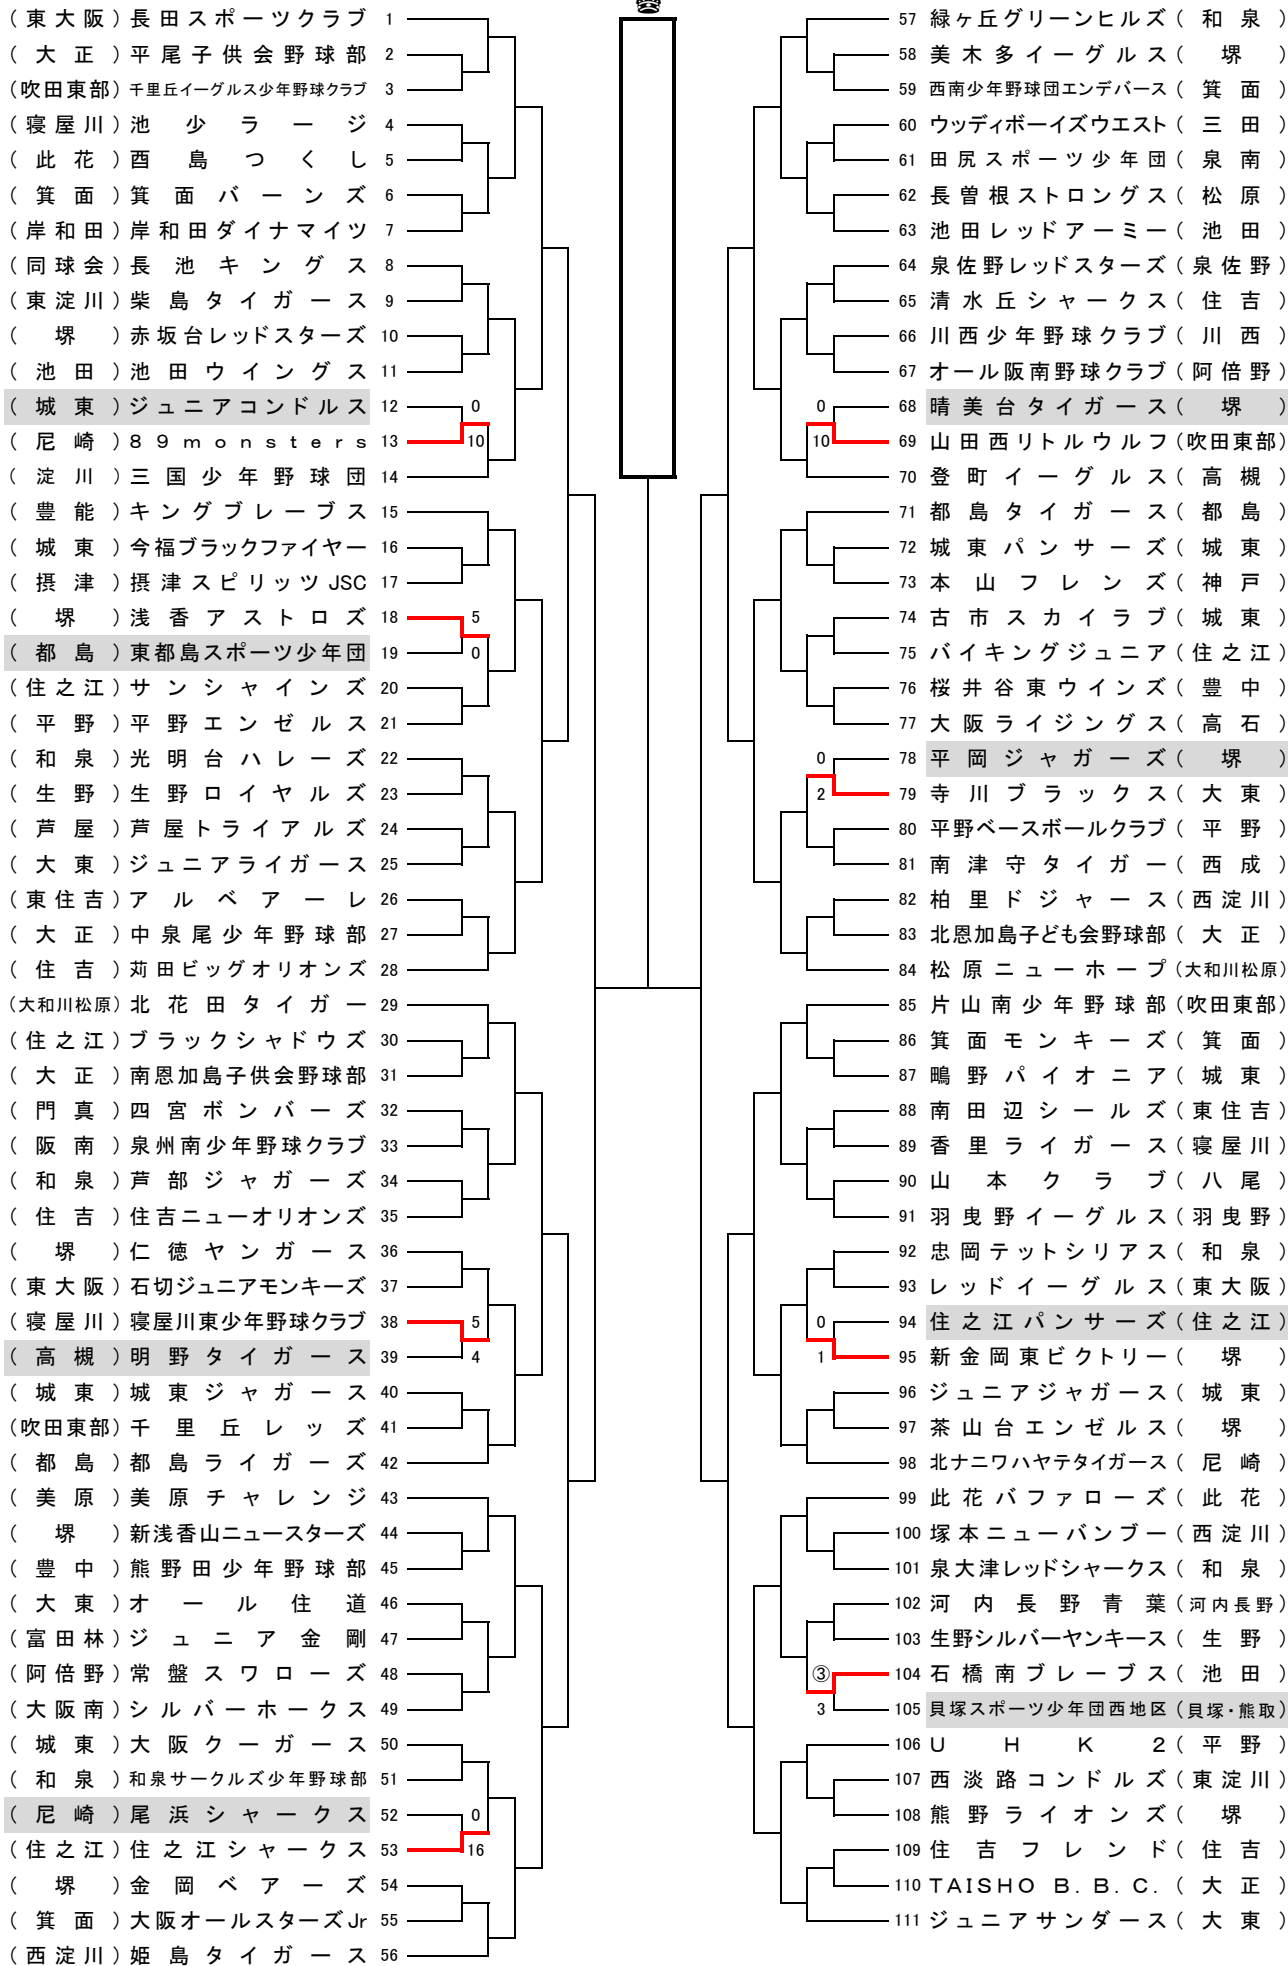 (東大阪)長田スポーツクラブ 1
(大正)平尾子供会野球部 2
(吹田東部)千里丘イーグルス少年野球クラブ 3
(寝屋川)池少ラージ 4
(此花)酉島つくし 5
(箕面)箕面バーンズ 6
(岸和田)岸和田ダイナマイツ 7
(同球会)長池キングス 8
(東淀川)柴島タイガース 9
(堺)赤坂台レッドスターズ 10
(池田)池田ウイングス 11
(城東)ジュニアコンドルス 12 0
(尼崎)89monsters 13 10
(淀川)三国少年野球団 14
(豊能)キングブレーブス 15
(城東)今福ブラックファイヤー 16
(摂津)摂津スピリッツJSC 17
(堺)浅香アストロズ 18 5
(都島)東都島スポーツ少年団 19 0
(住之江)サンシャインズ 20
(平野)平野エンゼルス 21
(和泉)光明台ハレーズ 22
(生野)生野ロイヤルズ 23
(芦屋)芦屋トライアルズ 24
(大東)ジュニアライガース 25
(東住吉)アルベアーレ 26
(大正)中泉尾少年野球部 27
(住吉)苅田ビッグオリオンズ 28
(大和川松原)北花田タイガー 29
(住之江)ブラックシャドウズ 30
(大正)南恩加島子供会野球部 31
(門真)四宮ボンバーズ 32
(阪南)泉州南少年野球クラブ 33
(和泉)芦部ジャガーズ 34
(住吉)住吉ニューオリオンズ 35
(堺)仁徳ヤンガース 36
(東大阪)石切ジュニアモンキーズ 37
(寝屋川)寝屋川東少年野球クラブ 38 5
(高槻)明野タイガース 39 4
(城東)城東ジャガース 40
(吹田東部)千里丘レッズ 41
(都島)都島ライガーズ 42
(美原)美原チャレンジ 43
(堺)新浅香山ニュースターズ 44
(豊中)熊野田少年野球部 45
(大東)オール住道 46
(富田林)ジュニア金剛 47
(阿倍野)常盤スワローズ 48
(大阪南)シルバーホークス 49
(城東)大阪クーガース 50
(和泉)和泉サークルズ少年野球部 51
(尼崎)尾浜シャークス 52 0
(住之江)住之江シャークス 53 16
(堺)金岡ベアーズ 54
(箕面)大阪オールスターズJr 55
(西淀川)姫島タイガース 56
57 緑ヶ丘グリーンヒルズ(和泉)
58 美木多イーグルス(堺)
59 西南少年野球団エンデバース(箕面)
60 ウッディボーイズウエスト(三田)
61 田尻スポーツ少年団(泉南)
62 長曽根ストロングス(松原)
63 池田レッドアーミー(池田)
64 泉佐野レッドスターズ(泉佐野)
65 清水丘シャークス(住吉)
66 川西少年野球クラブ(川西)
67 オール阪南野球クラブ(阿倍野)
0 68 晴美台タイガース(堺)
10 69 山田西リトルウルフ(吹田東部)
70 登町イーグルス(高槻)
71 都島タイガース(都島)
72 城東パンサーズ(城東)
73 本山フレンズ(神戸)
74 古市スカイラブ(城東)
75 バイキングジュニア(住之江)
76 桜井谷東ウインズ(豊中)
77 大阪ライジングス(高石)
0 78 平岡ジャガーズ(堺)
2 79 寺川ブラックス(大東)
80 平野ベースボールクラブ(平野)
81 南津守タイガー(西成)
82 柏里ドジャース(西淀川)
83 北恩加島子ども会野球部(大正)
84 松原ニューホープ(大和川松原)
85 片山南少年野球部(吹田東部)
86 箕面モンキーズ(箕面)
87 鴫野パイオニア(城東)
88 南田辺シールズ(東住吉)
89 香里ライガース(寝屋川)
90 山本クラブ(八尾)
91 羽曳野イーグルス(羽曳野)
92 忠岡テットシリアス(和泉)
93 レッドイーグルス(東大阪)
0 94 住之江パンサーズ(住之江)
1 95 新金岡東ビクトリー(堺)
96 ジュニアジャガース(城東)
97 茶山台エンゼルス(堺)
98 北ナニワハヤテタイガース(尼崎)
99 此花バファローズ(此花)
100 塚本ニューバンブー(西淀川)
101 泉大津レッドシャークス(和泉)
102 河内長野青葉(河内長野)
103 生野シルバーヤンキース(生野)
③ 104 石橋南ブレーブス(池田)
3 105 貝塚スポーツ少年団西地区(貝塚・熊取)
106 UHK2(平野)
107 西淡路コンドルズ(東淀川)
108 熊野ライオンズ(堺)
109 住吉フレンド(住吉)
110 TAISHO B.B.C.(大正)
111 ジュニアサンダース(大東)